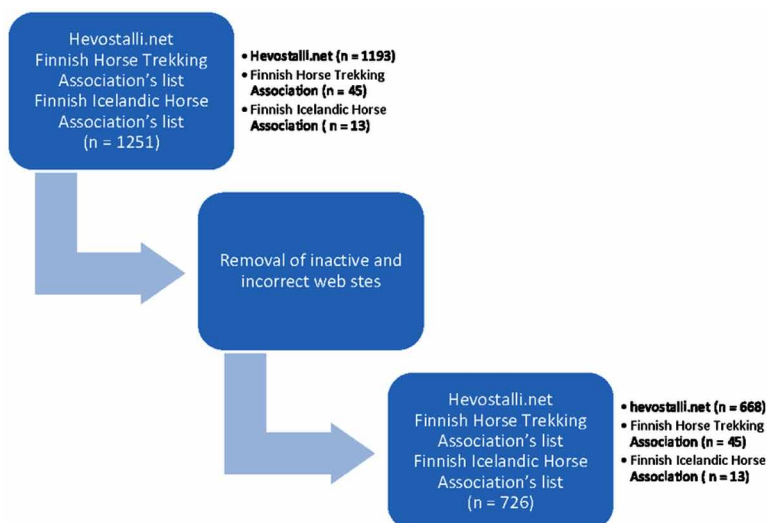 Hevostalli.net
Finnish Horse Trekking
Association's list
Finnish Icelandic Horse
Association's list
(n = 1251)
• Hevostalli.net (n = 1193)
• Finnish Horse Trekking
Association (n = 45)
• Finnish Icelandic Horse
Association ( n = 13)
Removal of inactive and
incorrect web stes
Hevostalli.net
Finnish Horse Trekking
Association's list
Finnish Icelandic Horse
Association's list
(n = 726)
• hevostalli.net (n = 668)
• Finnish Horse Trekking
Association (n = 45)
• Finnish Icelandic Horse
Association ( n = 13)